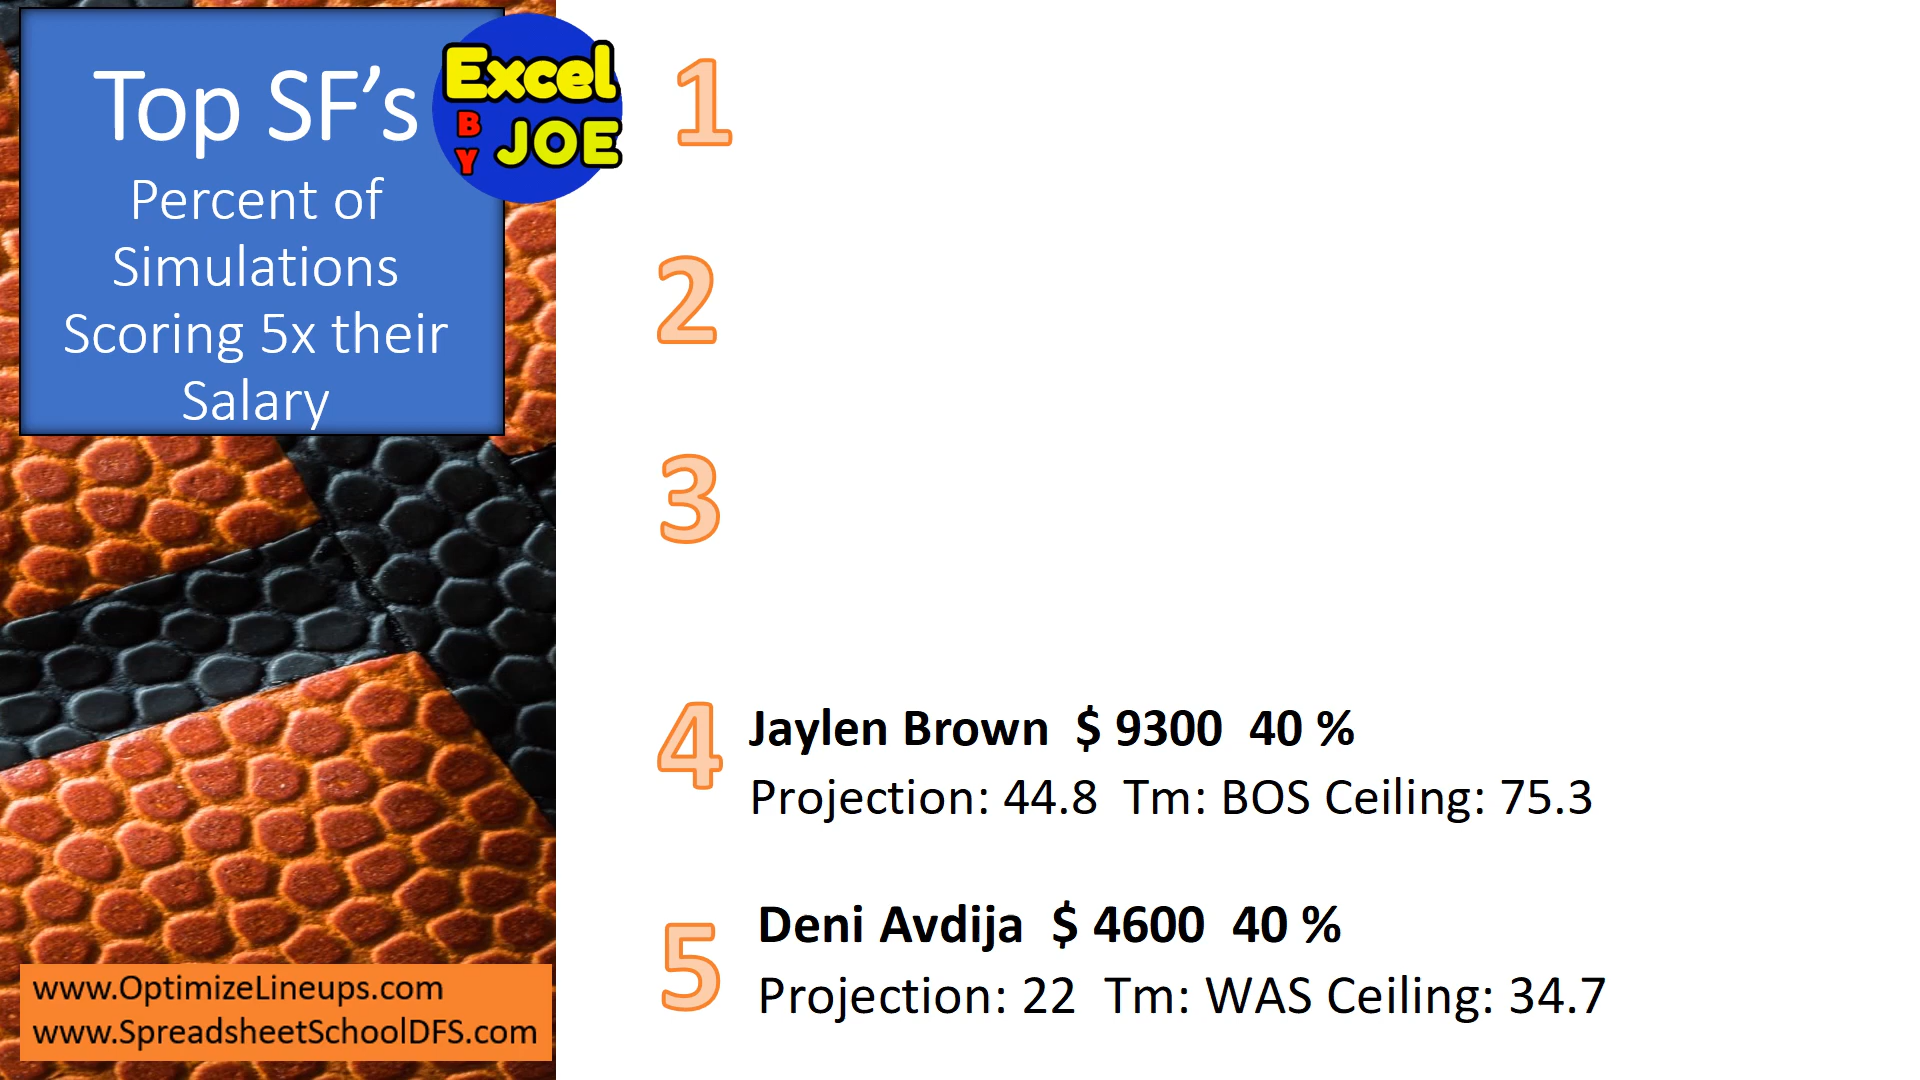 Top SF’s
Percent of
Simulations
Scoring 5x their
Salary
Excel
BY JOE
1
2
3
4
Jaylen Brown $ 9300 40 %
Projection: 44.8 Tm: BOS Ceiling: 75.3
5
Deni Avdija $ 4600 40 %
Projection: 22 Tm: WAS Ceiling: 34.7
www.OptimizeLineups.com
www.SpreadsheetSchoolDFS.com